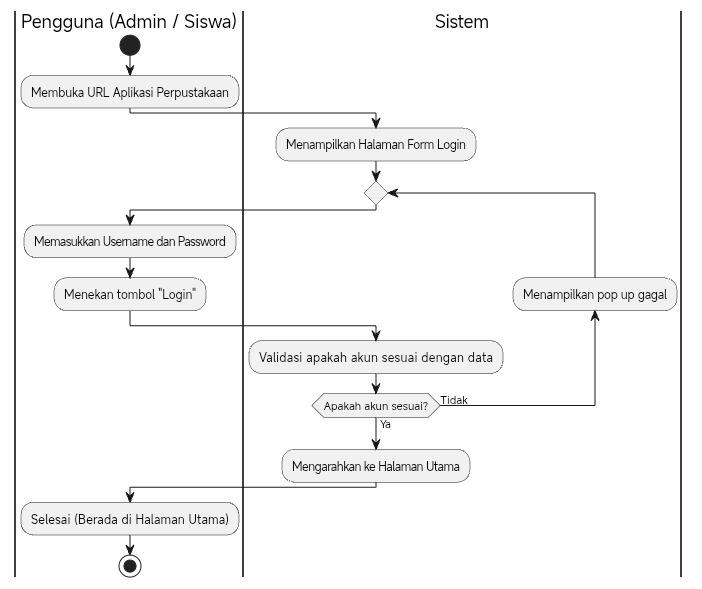 Pengguna (Admin / Siswa)
Sistem
Membuka URL Aplikasi Perpustakaan
Menampilkan Halaman Form Login
Memasukkan Username dan Password
Menekan tombol "Login"
Menampilkan pop up gagal
Validasi apakah akun sesuai dengan data
Apakah akun sesuai?
Tidak
Ya
Mengarahkan ke Halaman Utama
Selesai (Berada di Halaman Utama)